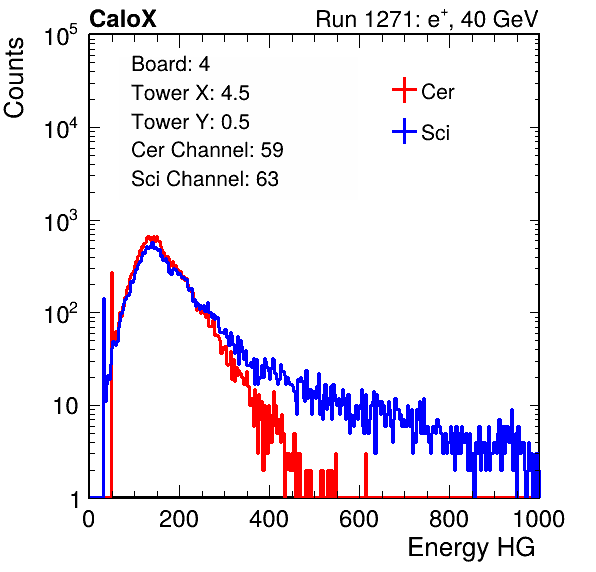 CaloX Run 1271: e⁺, 40 GeV
Counts
10⁵
10⁴
10³
10²
10
1
Board: 4
Tower X: 4.5
Tower Y: 0.5
Cer Channel: 59
Sci Channel: 63
Cer
Sci
0 200 400 600 800 1000
Energy HG